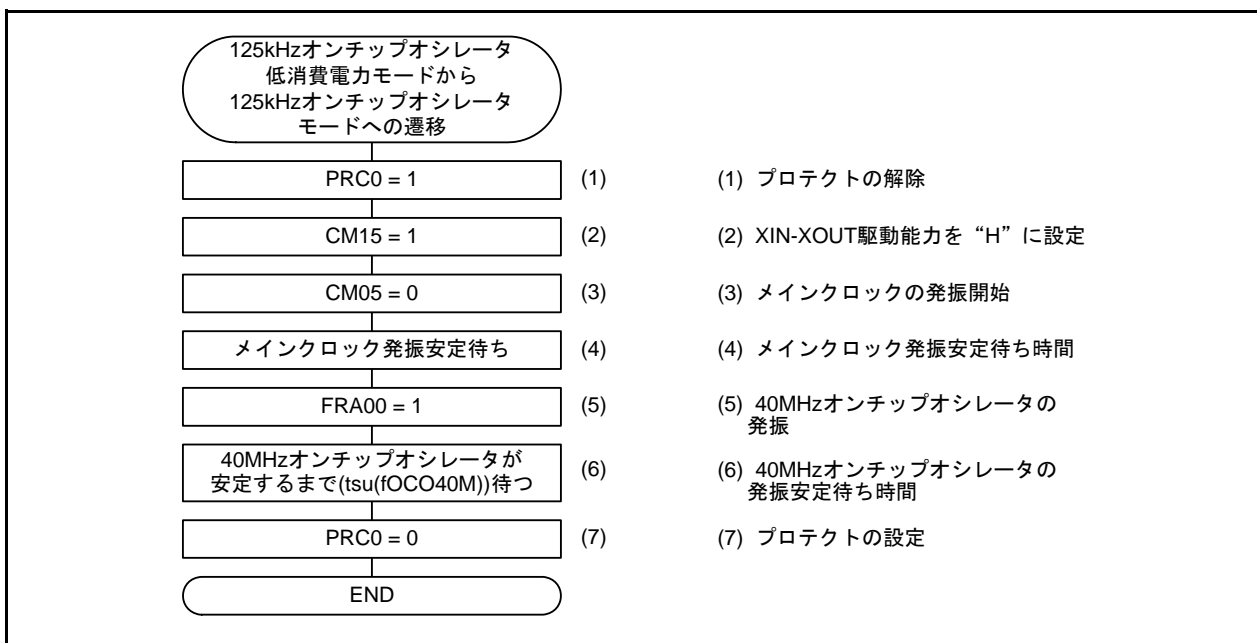 125kHzオンチップオシレータ
低消費電力モードから
125kHzオンチップオシレータ
モードへの遷移
PRC0 = 1
(1)
(1) プロテクトの解除
CM15 = 1
(2)
(2) XIN-XOUT駆動能力を“H”に設定
CM05 = 0
(3)
(3) メインクロックの発振開始
メインクロック発振安定待ち
(4)
(4) メインクロック発振安定待ち時間
FRA00 = 1
(5)
(5) 40MHzオンチップオシレータの
発振
40MHzオンチップオシレータが
安定するまで(tsu(fOCO40M))待つ
(6)
(6) 40MHzオンチップオシレータの
発振安定待ち時間
PRC0 = 0
(7)
(7) プロテクトの設定
END